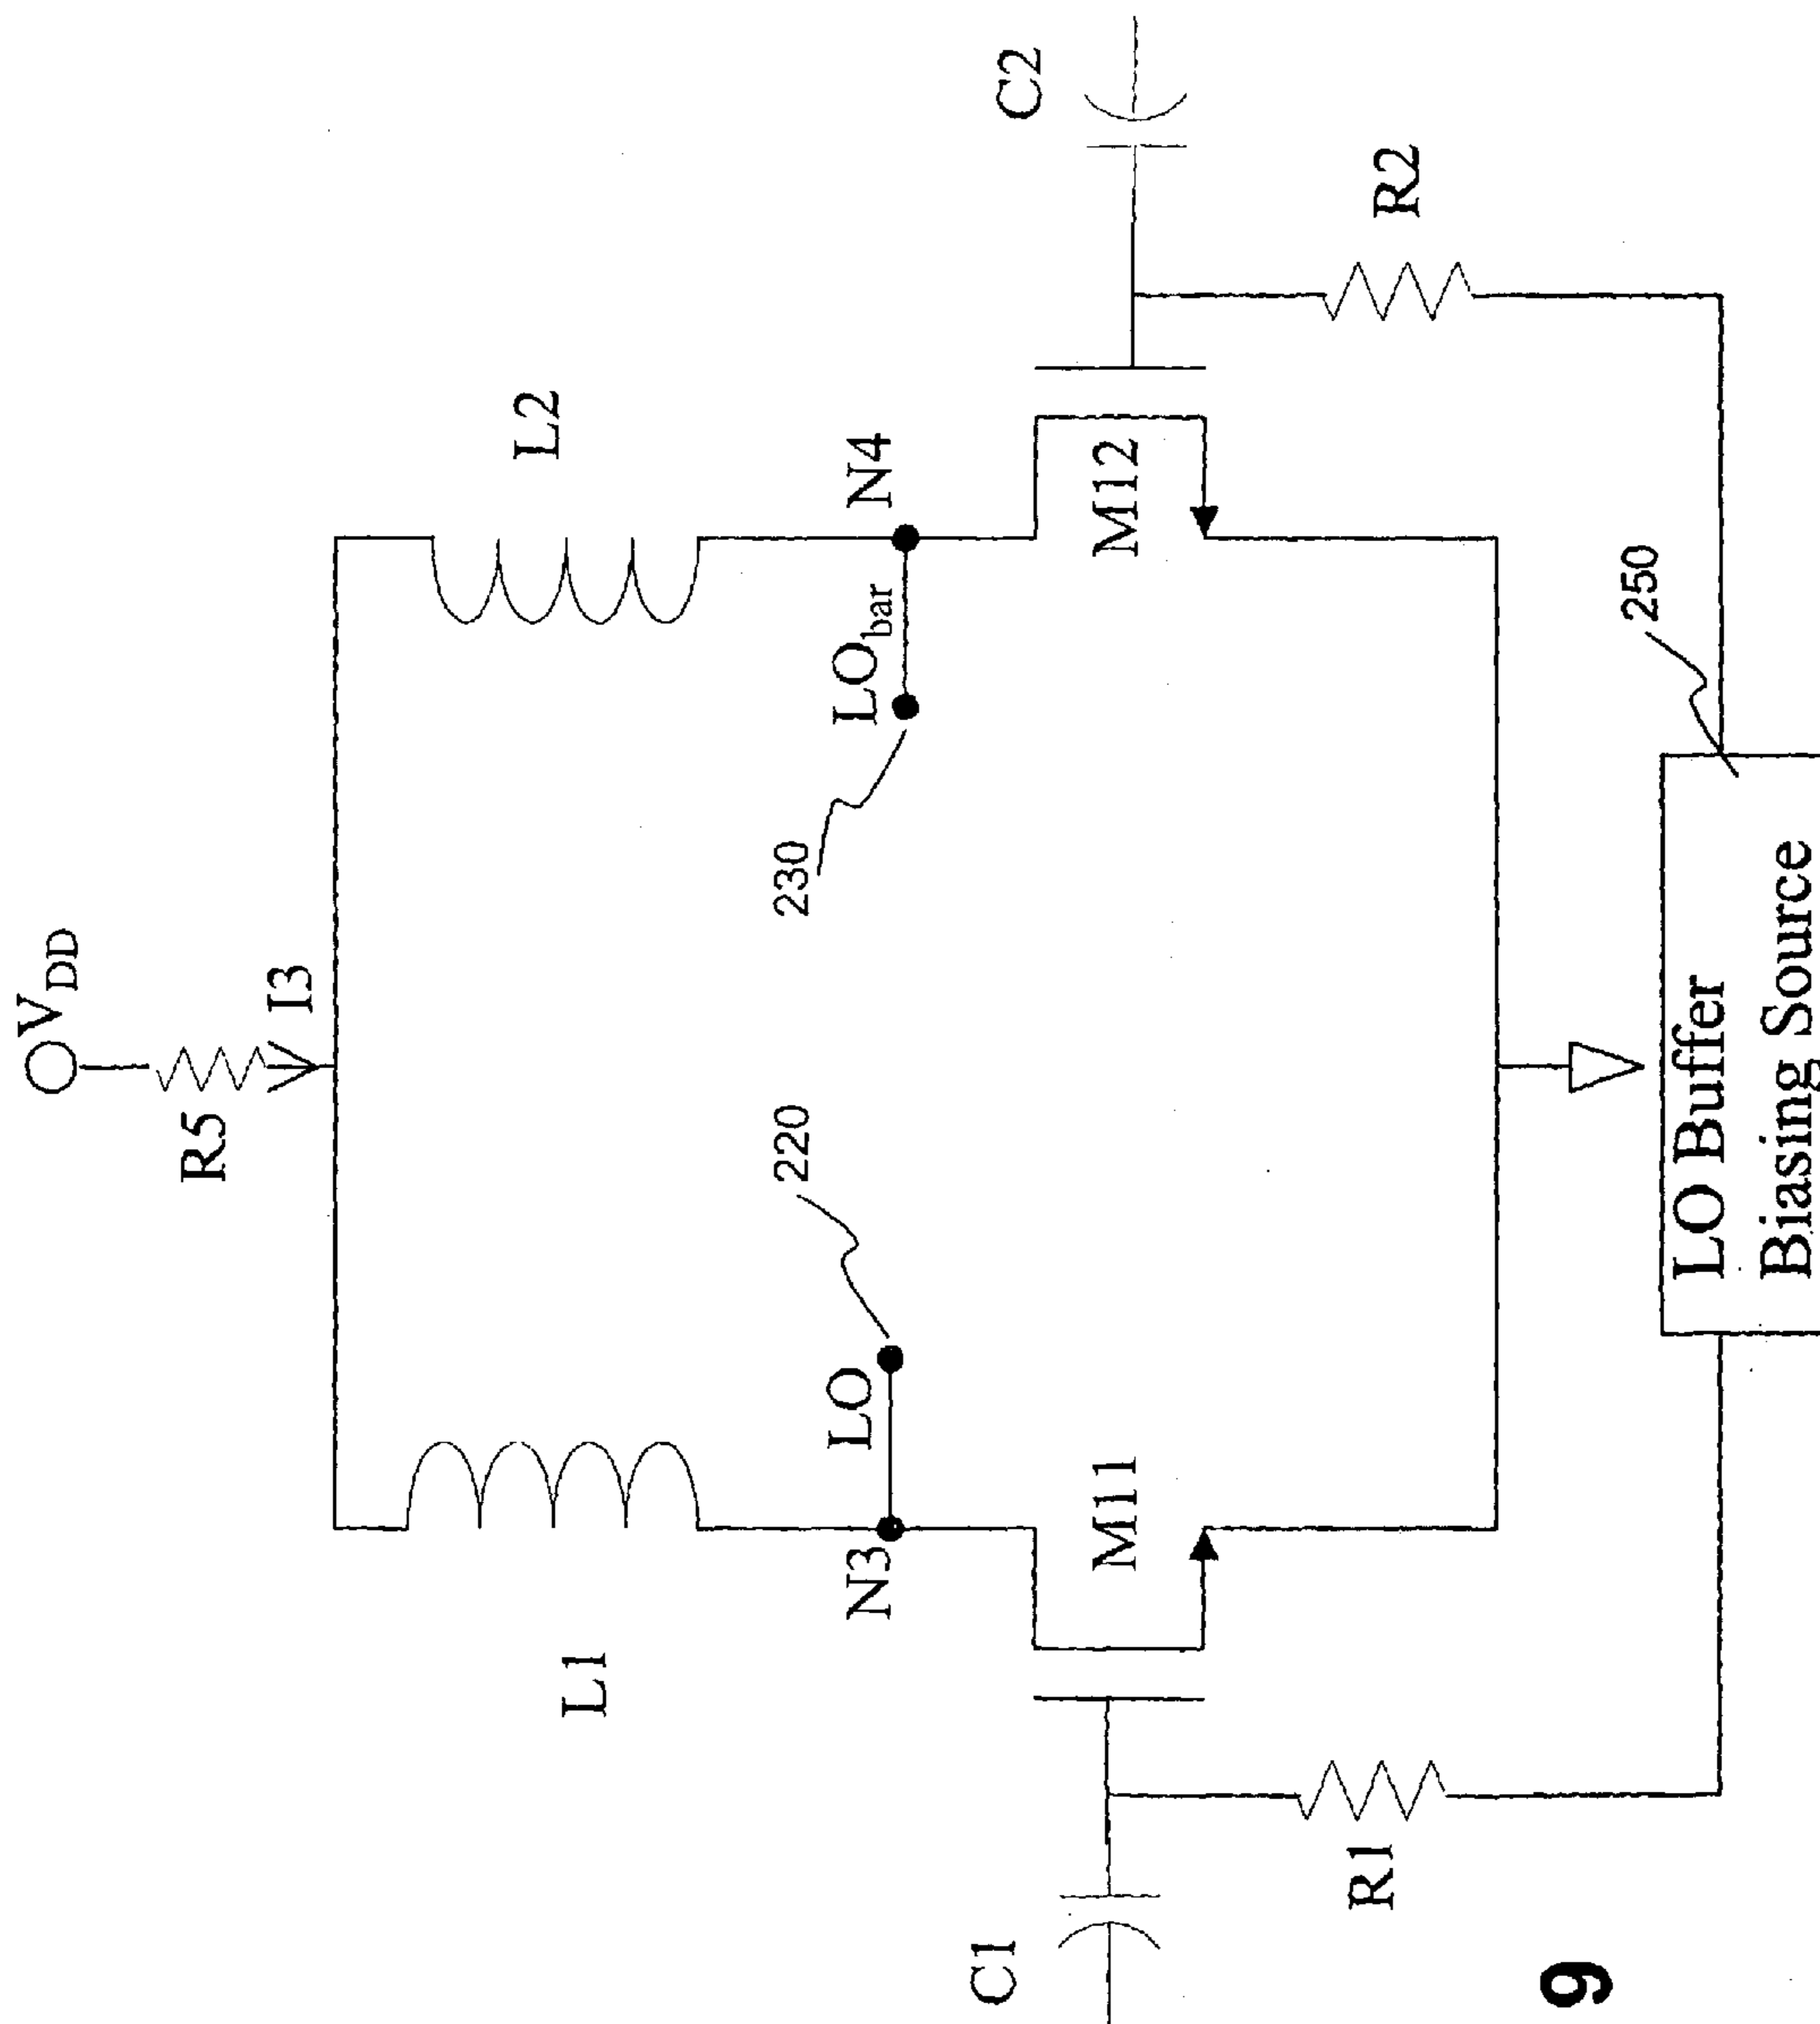 V_DD
R5
I3
C2
R2
L2
N4
LO_bar
M12
230
250
220
LO
N3
M11
L1
LO Buffer
Biasing Source
R1
C1
9